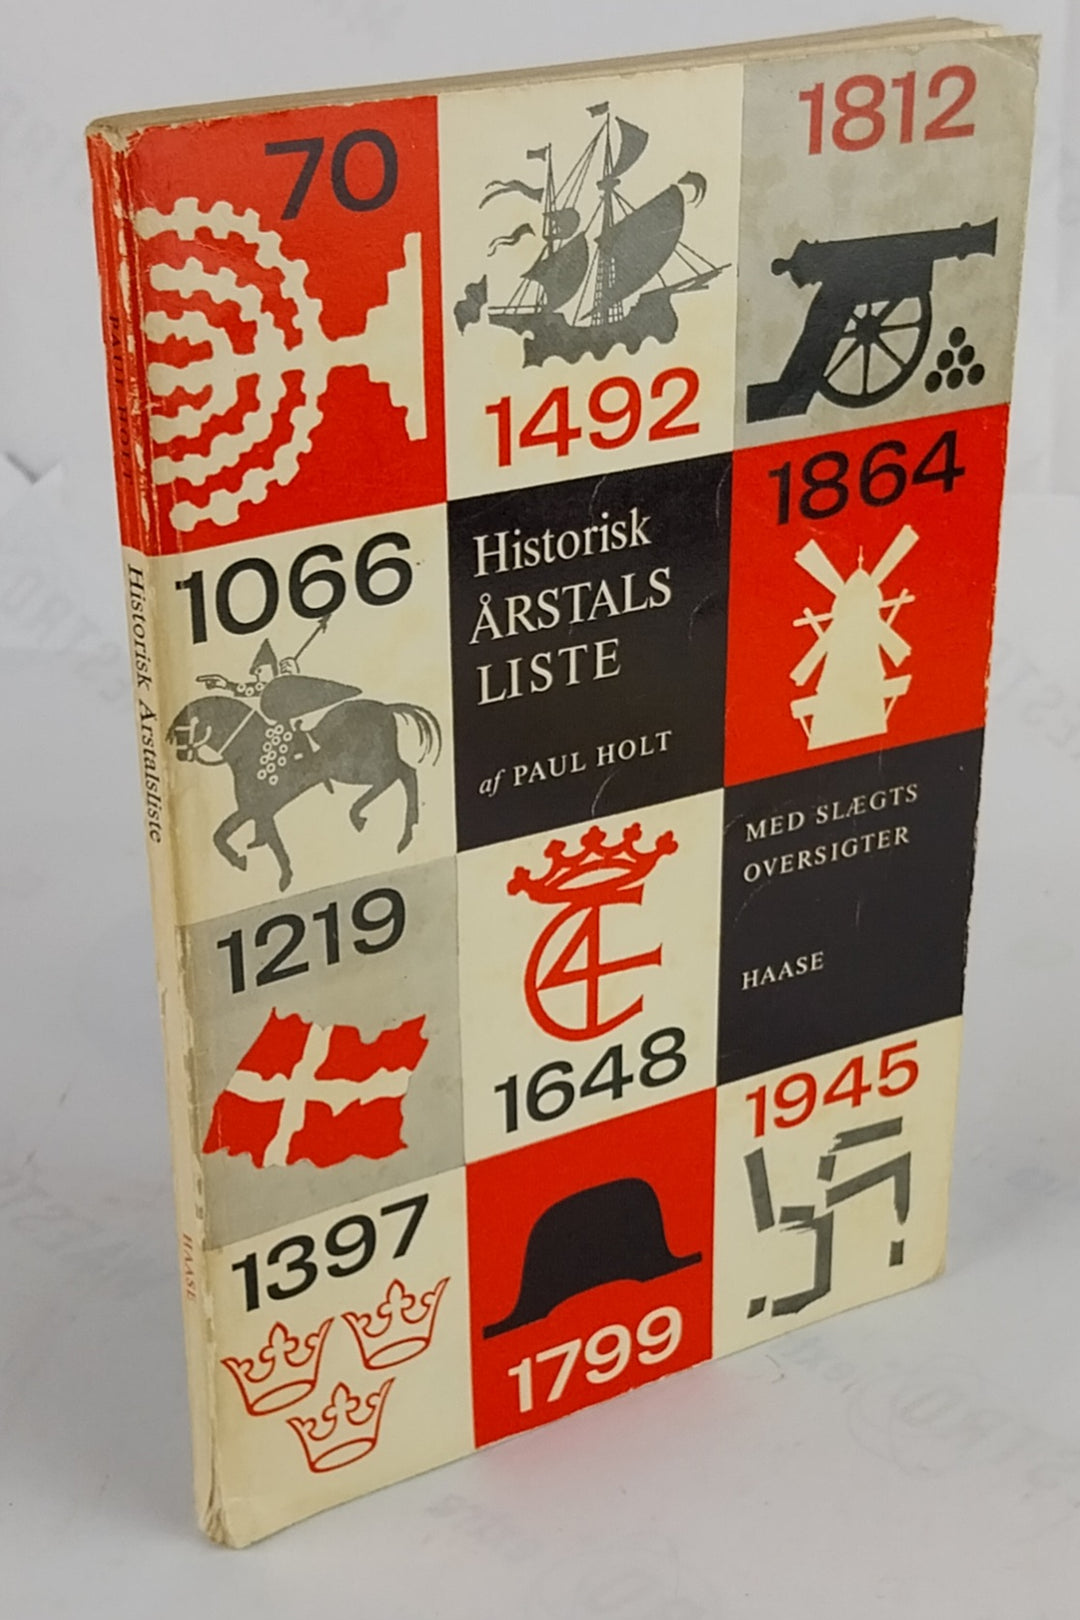 70
1492
1812
1066
Historisk
ÅRSTALS
LISTE
af PAUL HOLT
1864
1219
1648
MED SLÆGTS
OVERSIGTER
HAASE
1397
1799
1945
PAUL HOLT
Historisk Årstalsliste
HAASE